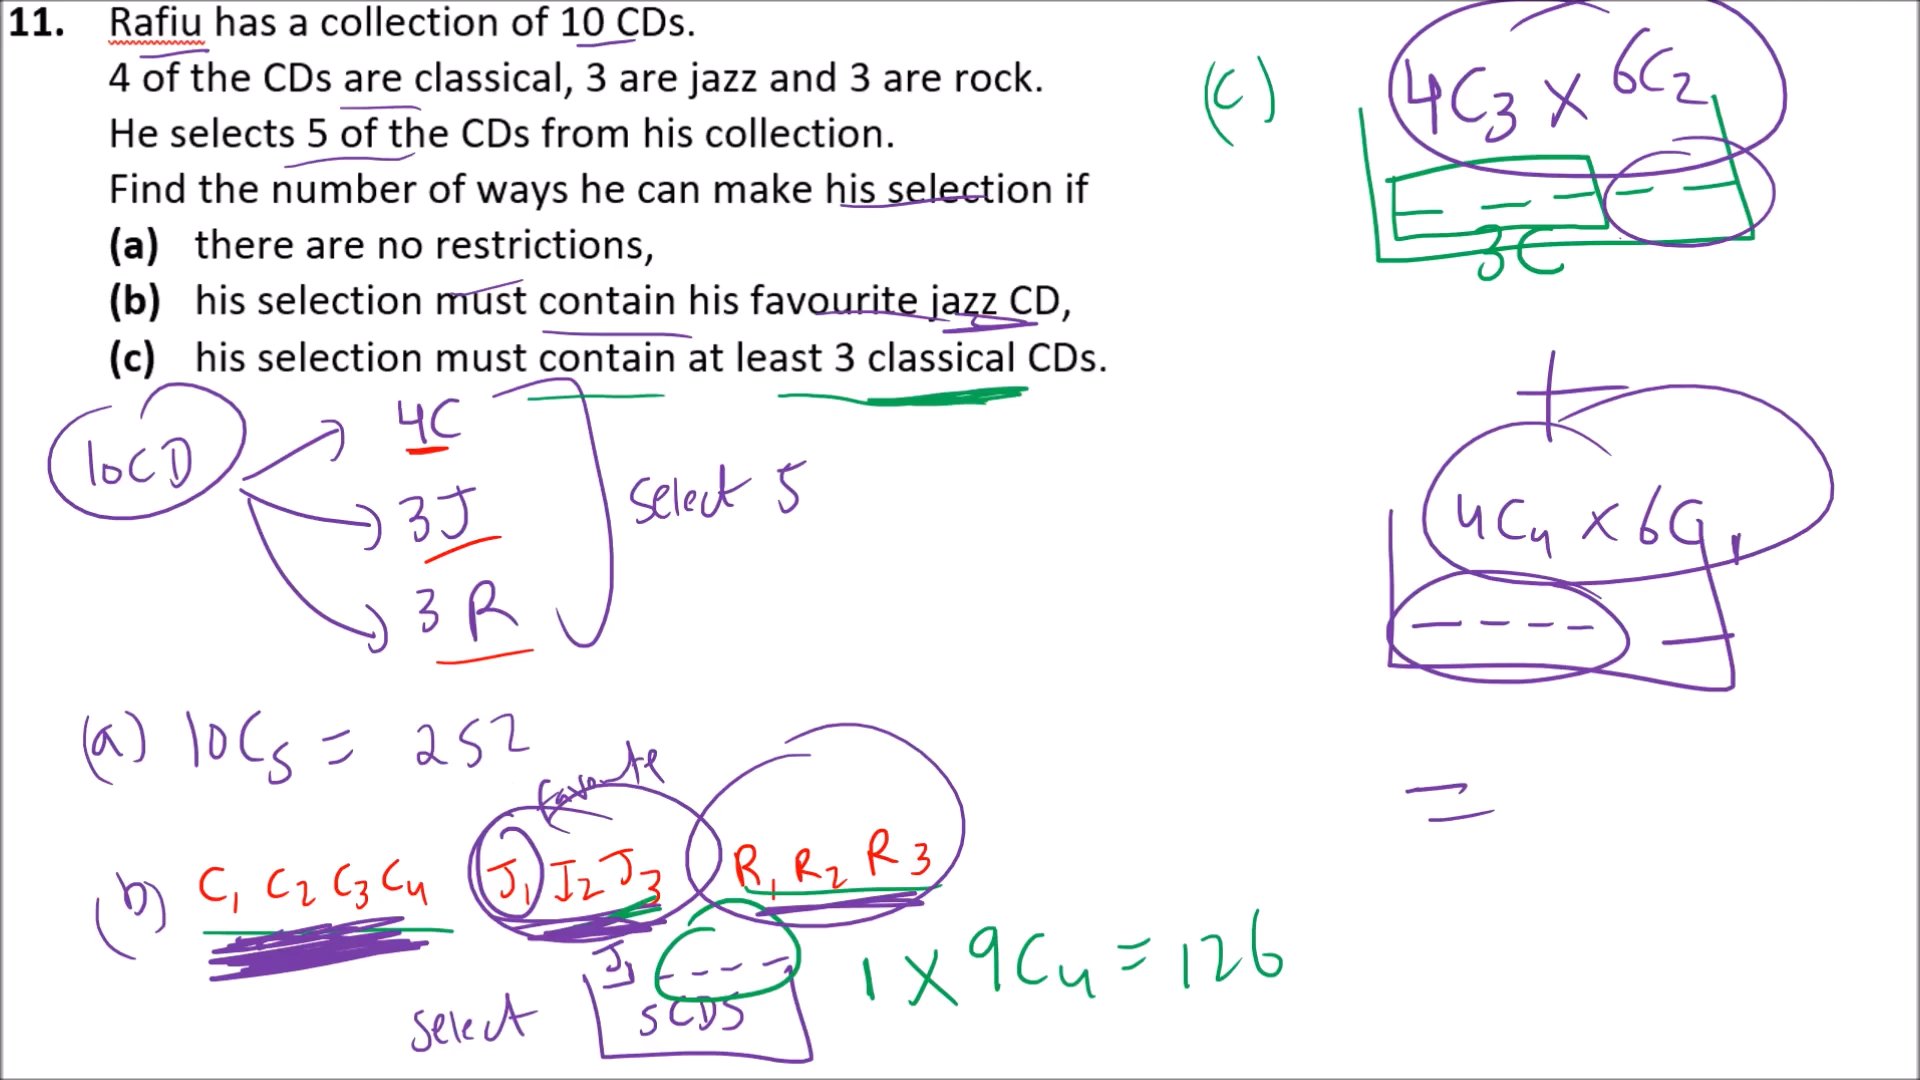 11. Rafiu has a collection of 10 CDs.
4 of the CDs are classical, 3 are jazz and 3 are rock.
He selects 5 of the CDs from his collection.
Find the number of ways he can make his selection if
(a) there are no restrictions,
(b) his selection must contain his favourite jazz CD,
(c) his selection must contain at least 3 classical CDs.
10CD
4C
3J
3R
Select 5
(a) 10C5 = 252
favourite
(b) C1 C2 C3 C4 J1 J2 J3 R1 R2 R3
J1
select 5CDS
1 X 9C4 = 126
(c) 4C3 X 6C2
3C
+
4C4 X 6C1
=